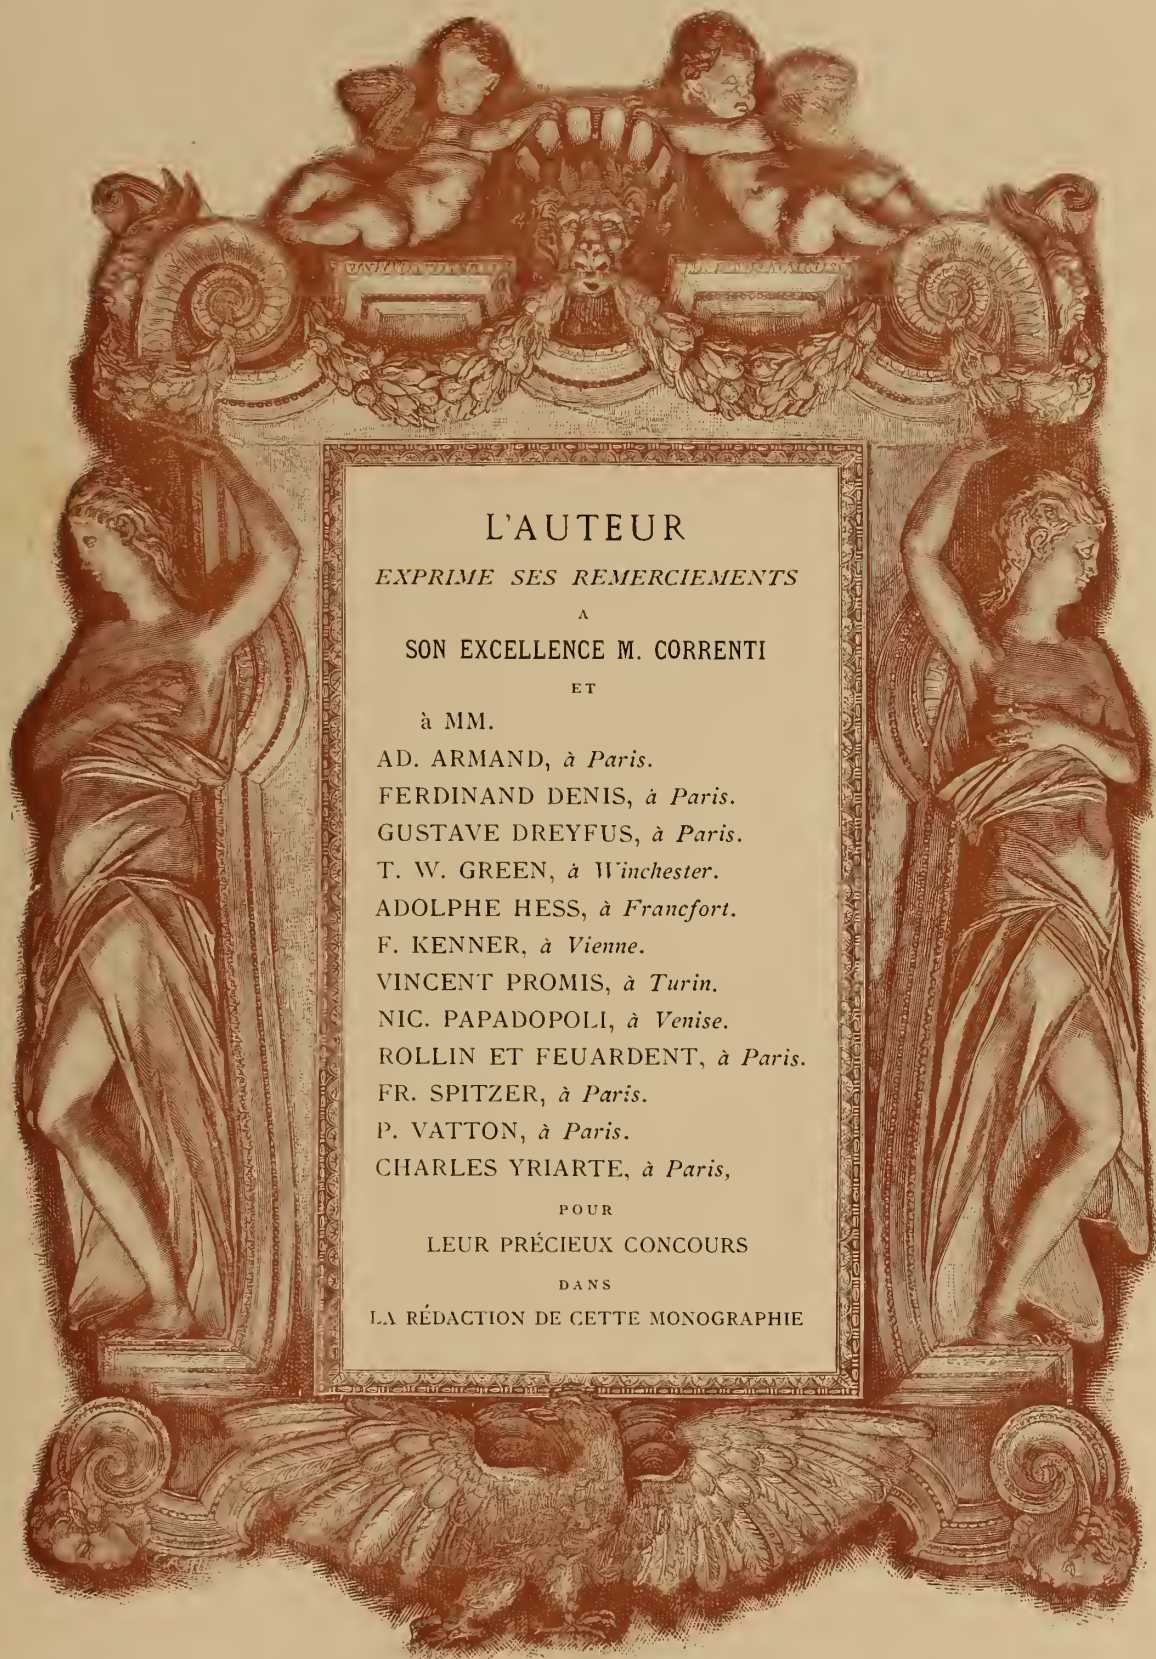 L'AUTEUR
EXPRIME SES REMERCIEMENTS
A
SON EXCELLENCE M. CORRENTI
ET
à MM.
AD. ARMAND, à Paris.
FERDINAND DENIS, à Paris.
GUSTAVE DREYFUS, à Paris.
T. W. GREEN, à Winchester.
ADOLPHE HESS, à Francfort.
F. KENNER, à Vienne.
VINCENT PROMIS, à Turin.
NIC. PAPADOPOLI, à Venise.
ROLLIN ET FEUARDENT, à Paris.
FR. SPITZER, à Paris.
P. VATTON, à Paris.
CHARLES YRIARTE, à Paris,
POUR
LEUR PRÉCIEUX CONCOURS
DANS
LA RÉDACTION DE CETTE MONOGRAPHIE